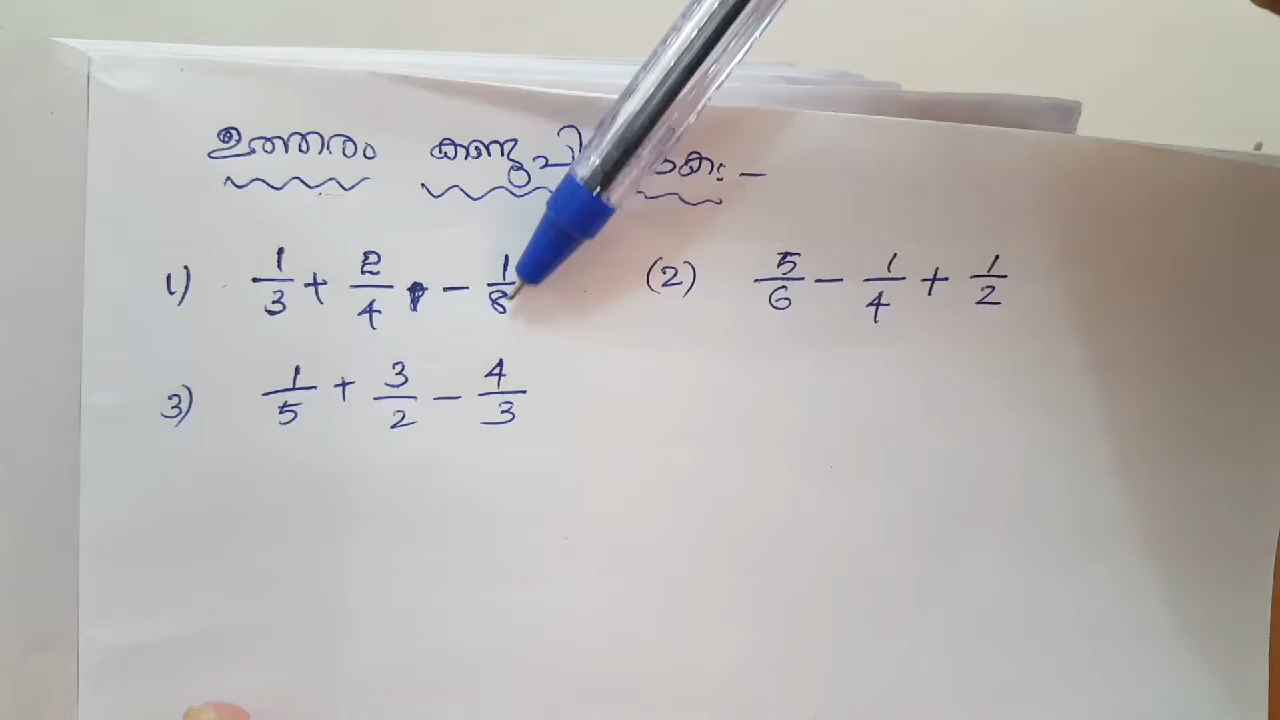 ഉത്തരം
1) 1/3 + 2/4 - 1/8 (2) 5/6 - 1/4 + 1/2
3) 1/5 + 3/2 - 4/3